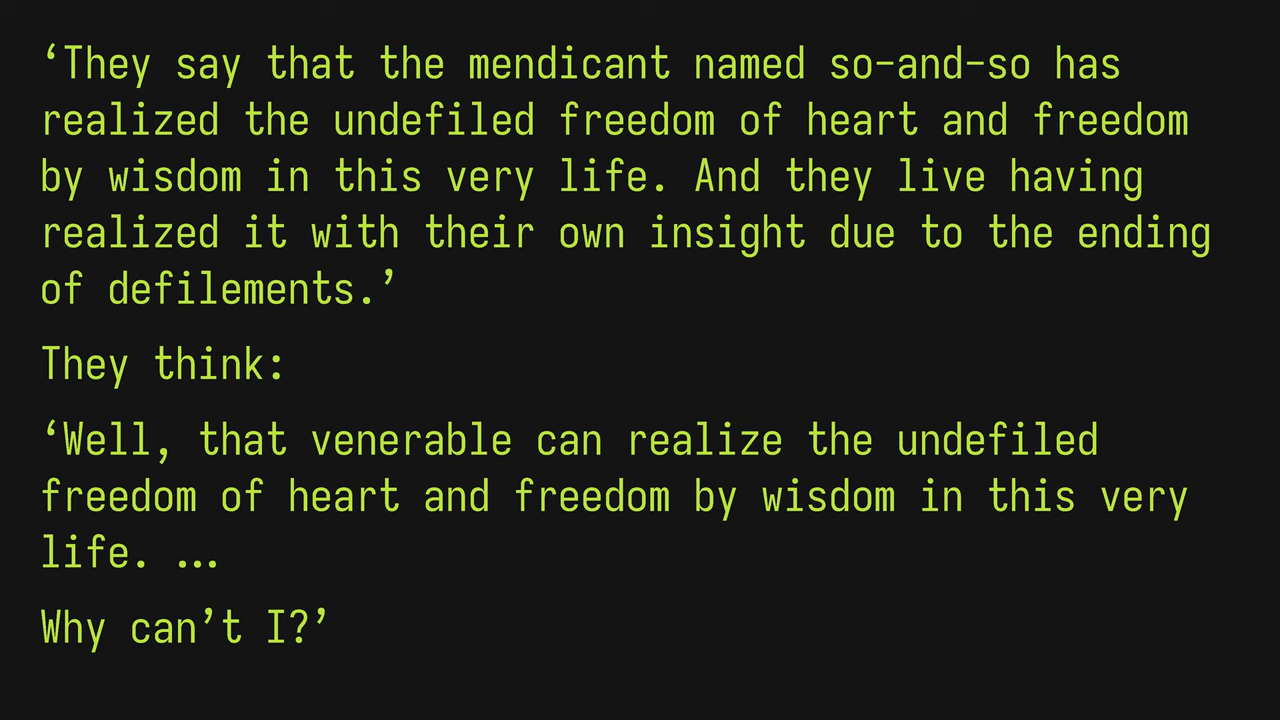 ‘They say that the mendicant named so-and-so has
realized the undefiled freedom of heart and freedom
by wisdom in this very life. And they live having
realized it with their own insight due to the ending
of defilements.’
They think:
‘Well, that venerable can realize the undefiled
freedom of heart and freedom by wisdom in this very
life. …
Why can’t I?’